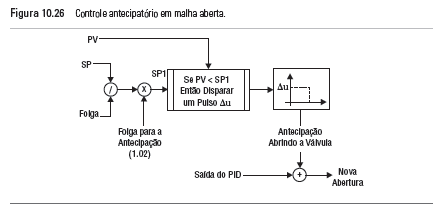 Figura 10.26 Controle antecipatório em malha aberta.
PV
SP
/
Folga
X
SP1
Folga para a
Antecipação
(1.02)
Se PV < SP1
Então Disparar
um Pulso Δu
Δu
Antecipação
Abrindo a Válvula
Saída do PID
+
Nova
Abertura